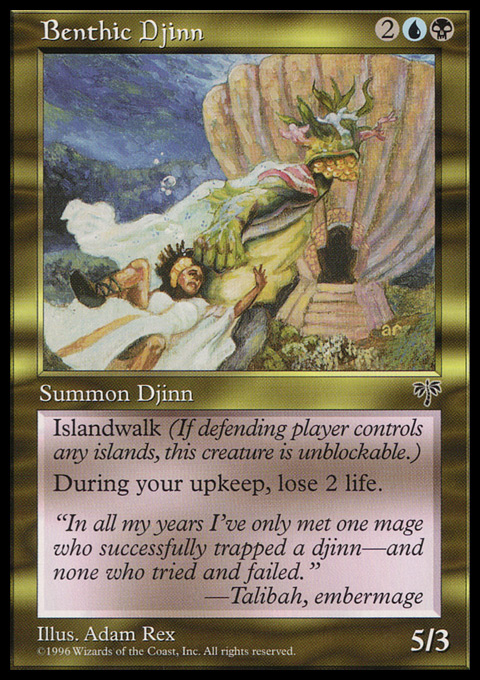 Benthic Djinn 2
Summon Djinn
Islandwalk (If defending player controls
any islands, this creature is unblockable.)
During your upkeep, lose 2 life.
“In all my years I’ve only met one mage
who successfully trapped a djinn—and
none who tried and failed.”
—Talibah, embermage
Illus. Adam Rex
5/3
©1996 Wizards of the Coast, Inc. All rights reserved.